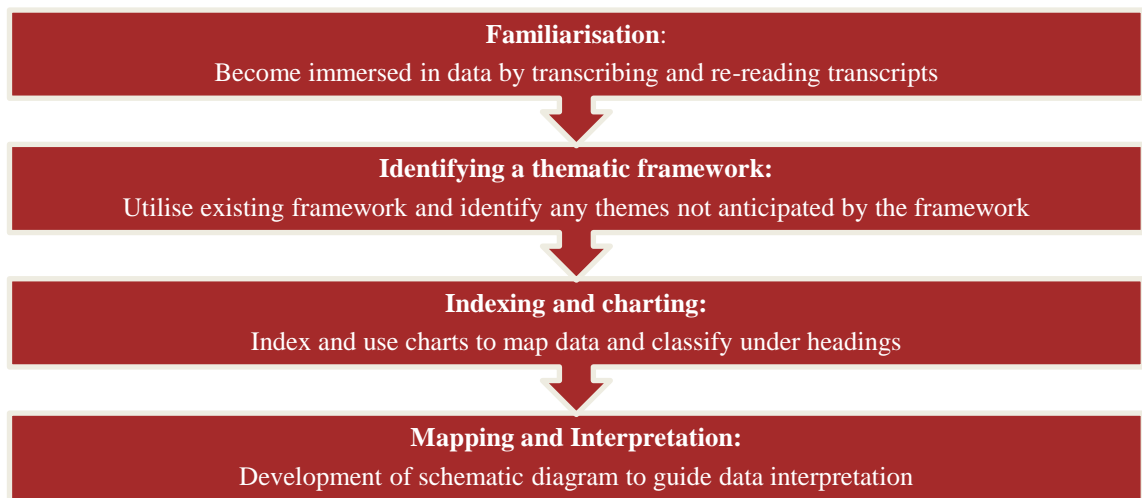 Familiarisation:
Become immersed in data by transcribing and re-reading transcripts
Identifying a thematic framework:
Utilise existing framework and identify any themes not anticipated by the framework
Indexing and charting:
Index and use charts to map data and classify under headings
Mapping and Interpretation:
Development of schematic diagram to guide data interpretation